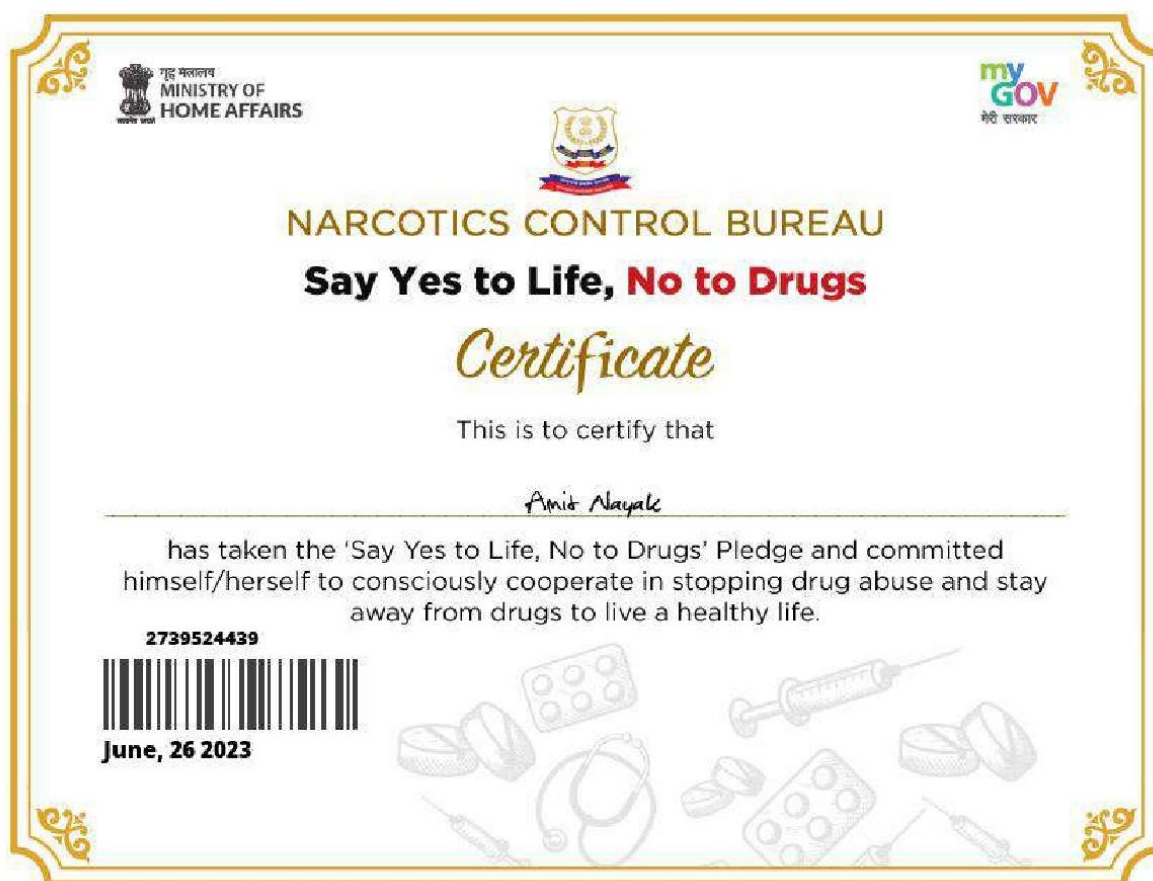 गृह मंत्रालय
MINISTRY OF
HOME AFFAIRS
my
GOV
मेरी सरकार
NARCOTICS CONTROL BUREAU
Say Yes to Life, No to Drugs
Certificate
This is to certify that
Amit Nayak
has taken the ‘Say Yes to Life, No to Drugs’ Pledge and committed
himself/herself to consciously cooperate in stopping drug abuse and stay
away from drugs to live a healthy life.
2739524439
June, 26 2023